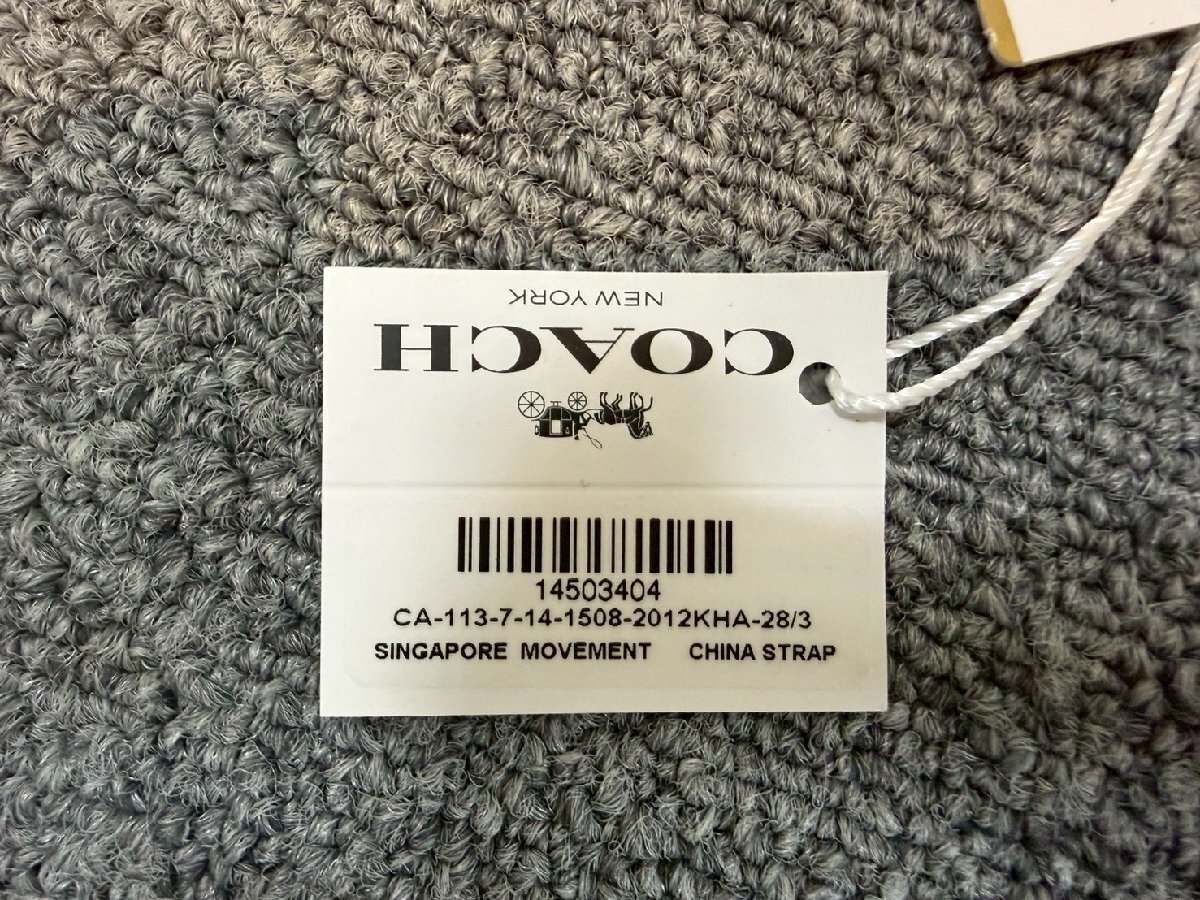 COACH
NEW YORK
14503404
CA-113-7-14-1508-2012KHA-28/3
SINGAPORE MOVEMENT CHINA STRAP